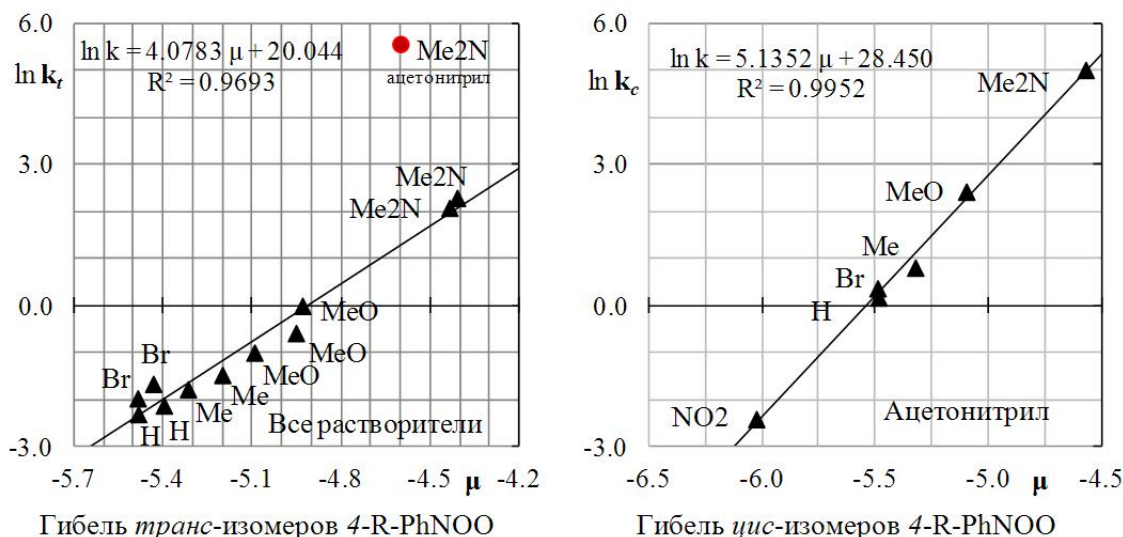 6.0
ln k = 4.0783 μ + 20.044
R² = 0.9693
Me2N
ацетонитрил
ln kt
3.0
Me2N
Me2N
0.0
MeO
MeO
MeO
Br
Br
Me
Me
H
H
Все растворители
-3.0
-5.7
-5.4
-5.1
-4.8
-4.5
μ
-4.2
Гибель транс-изомеров 4-R-PhNOO
6.0
ln k = 5.1352 μ + 28.450
R² = 0.9952
Me2N
ln kc
3.0
MeO
Me
Br
0.0
H
NO2
Ацетонитрил
-3.0
-6.5
-6.0
-5.5
-5.0
μ
-4.5
Гибель цис-изомеров 4-R-PhNOO